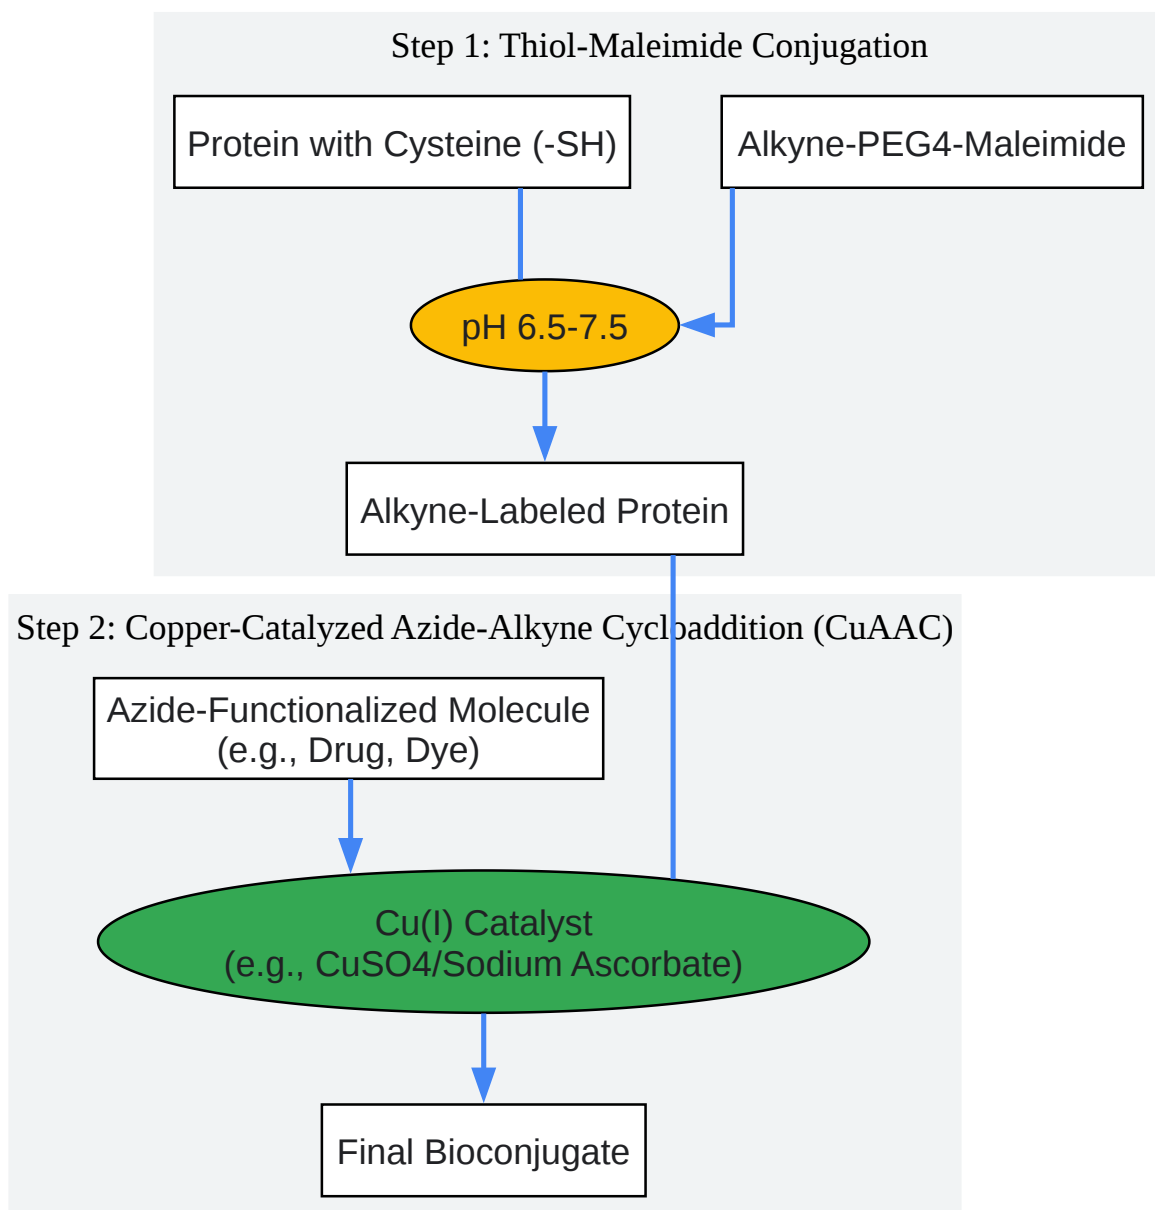 Step 1: Thiol-Maleimide Conjugation
Protein with Cysteine (-SH)
Alkyne-PEG4-Maleimide
pH 6.5-7.5
Alkyne-Labeled Protein
Step 2: Copper-Catalyzed Azide-Alkyne Cycloaddition (CuAAC)
Azide-Functionalized Molecule
(e.g., Drug, Dye)
Cu(I) Catalyst
(e.g., CuSO4/Sodium Ascorbate)
Final Bioconjugate